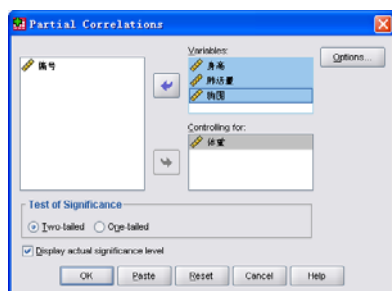 Partial Correlations
编号
Variables:
身高
肺活量
胸围
Options...
Controlling for:
体重
Test of Significance
Two-tailed
One-tailed
Display actual significance level
OK
Paste
Reset
Cancel
Help